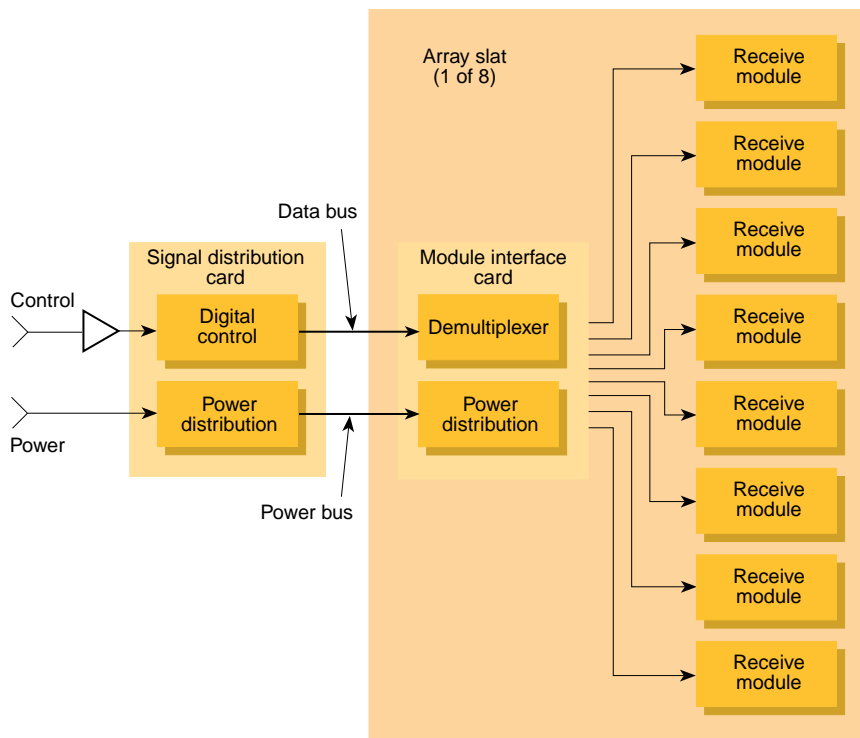 Array slat
(1 of 8)
Receive
module
Receive
module
Receive
module
Receive
module
Receive
module
Receive
module
Receive
module
Receive
module
Data bus
Signal distribution
card
Module interface
card
Control
Digital
control
Demultiplexer
Power
distribution
Power
distribution
Power
Power bus